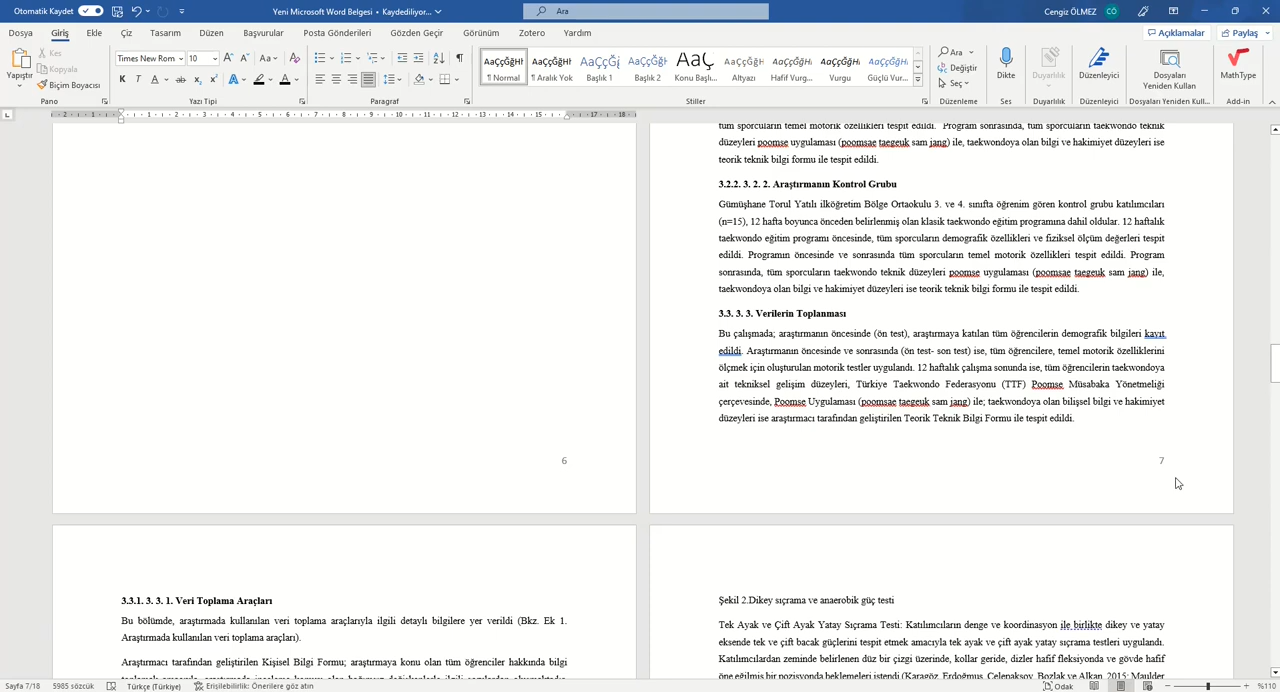 Otomatik Kaydet
Yeni Microsoft Word Belgesi • Kaydediliyor...
Ara
Cengiz ÖLMEZ CÖ
Dosya Giriş Ekle Çiz Tasarım Düzen Başvurular Posta Gönderileri Gözden Geçir Görünüm Zotero Yardım
Açıklamalar Paylaş
Yapıştır
Kes
Kopyala
Biçim Boyacısı
Times New Rom 10
AaÇçĞğHł AaÇçĞğHł AaÇçĞğ AaÇçĞğH AaÇ AaÇçĞğH AaÇçĞğHł AaÇçĞğHł AaÇçĞğHł
¶ Normal ¶ Aralık Yok Başlık 1 Başlık 2 Konu Başlı... Altyazı Hafif Vurg... Vurgu Güçlü Vur...
Ara
Değiştir
Seç
Dikte
Duyarlılık
Düzenleyici
Dosyaları Yeniden Kullan
MathType
Pano Yazı Tipi Paragraf Stiller Düzenleme Ses Duyarlılık Düzenleyici Dosyaları Yeniden Kull... Add-in
tüm sporcuların temel motorik özellikleri tespit edildi. Program sonrasında, tüm sporcuların taekwondo teknik
düzeyleri poomse uygulaması (poomsae taegeuk sam jang) ile, taekwondoya olan bilgi ve hakimiyet düzeyleri ise
teorik teknik bilgi formu ile tespit edildi.
3.2.2. 3. 2. 2. Araştırmanın Kontrol Grubu
Gümüşhane Torul Yatılı ilköğretim Bölge Ortaokulu 3. ve 4. sınıfta öğrenim gören kontrol grubu katılımcıları
(n=15), 12 hafta boyunca önceden belirlenmiş olan klasik taekwondo eğitim programına dahil oldular. 12 haftalık
taekwondo eğitim programı öncesinde, tüm sporcuların demografik özellikleri ve fiziksel ölçüm değerleri tespit
edildi. Programın öncesinde ve sonrasında tüm sporcuların temel motorik özellikleri tespit edildi. Program
sonrasında, tüm sporcuların taekwondo teknik düzeyleri poomse uygulaması (poomsae taegeuk sam jang) ile,
taekwondoya olan bilgi ve hakimiyet düzeyleri ise teorik teknik bilgi formu ile tespit edildi.
3.3. 3. 3. Verilerin Toplanması
Bu çalışmada; araştırmanın öncesinde (ön test), araştırmaya katılan tüm öğrencilerin demografik bilgileri kayıt
edildi. Araştırmanın öncesinde ve sonrasında (ön test- son test) ise, tüm öğrencilere, temel motorik özelliklerini
ölçmek için oluşturulan motorik testler uygulandı. 12 haftalık çalışma sonunda ise, tüm öğrencilerin taekwondoya
ait tekniksel gelişim düzeyleri, Türkiye Taekwondo Federasyonu (TTF) Poomse Müsabaka Yönetmeliği
çerçevesinde, Poomse Uygulaması (poomsae taegeuk sam jang) ile; taekwondoya olan bilişsel bilgi ve hakimiyet
düzeyleri ise araştırmacı tarafından geliştirilen Teorik Teknik Bilgi Formu ile tespit edildi.
6
7
3.3.1. 3. 3. 1. Veri Toplama Araçları
Bu bölümde, araştırmada kullanılan veri toplama araçlarıyla ilgili detaylı bilgilere yer verildi (Bkz. Ek 1.
Araştırmada kullanılan veri toplama araçları).
Araştırmacı tarafından geliştirilen Kişisel Bilgi Formu; araştırmaya konu olan tüm öğrenciler hakkında bilgi
Şekil 2.Dikey sıçrama ve anaerobik güç testi
Tek Ayak ve Çift Ayak Yatay Sıçrama Testi: Katılımcıların denge ve koordinasyon ile birlikte dikey ve yatay
eksende tek ve çift bacak güçlerini tespit etmek amacıyla tek ayak ve çift ayak yatay sıçrama testleri uygulandı.
Katılımcılardan zeminde belirlenen düz bir çizgi üzerinde, kollar geride, dizler hafif fleksiyonda ve gövde hafif
öne eğilmiş bir pozisyonda beklemeleri istendi (Karagöz, Erdoğmuş, Çelenaksoy, Bozlak ve Alkan, 2015; Maulder
Sayfa 7/18 5985 sözcük Türkçe (Türkiye) Erişilebilirlik: Önerilere göz atın Odak %110